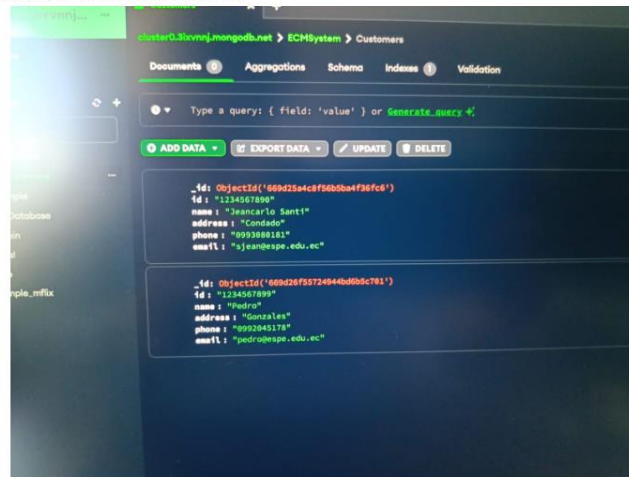 Customers
cluster0.3ixvnnj.mongodb.net > ECMSystem > Customers
Documents 0 Aggregations Schema Indexes 1 Validation
Type a query: { field: 'value' } or Generate query
ADD DATA EXPORT DATA UPDATE DELETE
_id: ObjectId('669d25a4c8f56b5ba4f36fc6')
id : "1234567890"
name : "Jeancarlo Santi"
address : "Condado"
phone : "0993080181"
email : "sjean@espe.edu.ec"
_id: ObjectId('669d26f55724944bd6b5c701')
id : "1234567899"
name : "Pedro"
address : "Gonzales"
phone : "0992045178"
email : "pedro@espe.edu.ec"